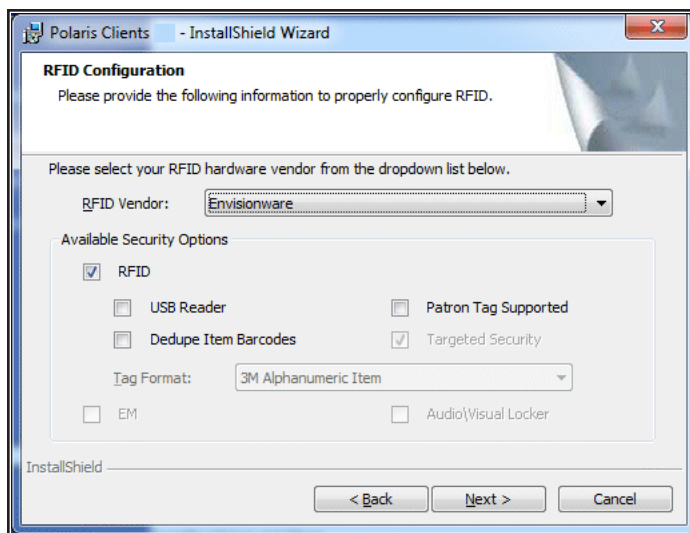 Polaris Clients - InstallShield Wizard
RFID Configuration
Please provide the following information to properly configure RFID.
Please select your RFID hardware vendor from the dropdown list below.
RFID Vendor: Envisionware
Available Security Options
RFID
USB Reader Patron Tag Supported
Dedupe Item Barcodes Targeted Security
Tag Format: 3M Alphanumeric Item
EM Audio\Visual Locker
InstallShield
< Back Next > Cancel